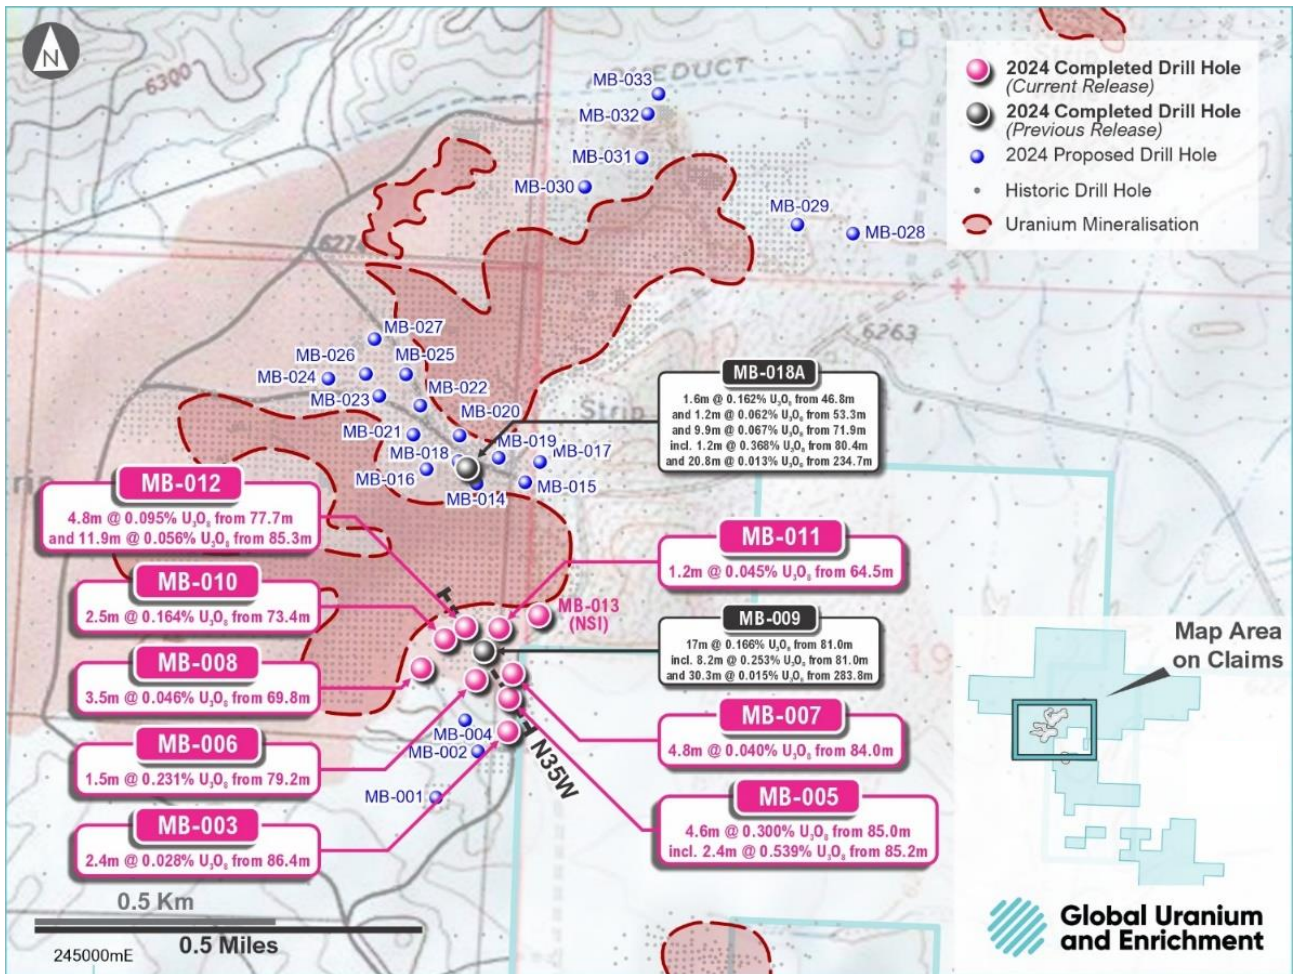 N
6300
QUEDUCT
MB-033
MB-032
MB-031
MB-030
MB-029
MB-028
2024 Completed Drill Hole
(Current Release)
2024 Completed Drill Hole
(Previous Release)
2024 Proposed Drill Hole
Historic Drill Hole
Uranium Mineralisation
6263
MB-027
MB-026
MB-025
MB-024
MB-023
MB-022
MB-020
MB-021
MB-018
MB-019
MB-017
MB-016
MB-014
MB-015
Strip
MB-018A
1.6m @ 0.162% U₃O₈ from 46.8m
and 1.2m @ 0.062% U₃O₈ from 53.3m
and 9.9m @ 0.067% U₃O₈ from 71.9m
incl. 1.2m @ 0.368% U₃O₈ from 80.4m
and 20.8m @ 0.013% U₃O₈ from 234.7m
MB-012
4.8m @ 0.095% U₃O₈ from 77.7m
and 11.9m @ 0.056% U₃O₈ from 85.3m
MB-011
1.2m @ 0.045% U₃O₈ from 64.5m
MB-010
2.5m @ 0.164% U₃O₈ from 73.4m
MB-013
(NSI)
MB-009
17m @ 0.166% U₃O₈ from 81.0m
incl. 8.2m @ 0.253% U₃O₈ from 81.0m
and 30.3m @ 0.015% U₃O₈ from 283.8m
MB-008
3.5m @ 0.046% U₃O₈ from 69.8m
MB-007
4.8m @ 0.040% U₃O₈ from 84.0m
MB-006
1.5m @ 0.231% U₃O₈ from 79.2m
MB-004
MB-002
MB-001
N35W
MB-005
4.6m @ 0.300% U₃O₈ from 85.0m
incl. 2.4m @ 0.539% U₃O₈ from 85.2m
MB-003
2.4m @ 0.028% U₃O₈ from 86.4m
19
Map Area
on Claims
0.5 Km
0.5 Miles
245000mE
Global Uranium
and Enrichment